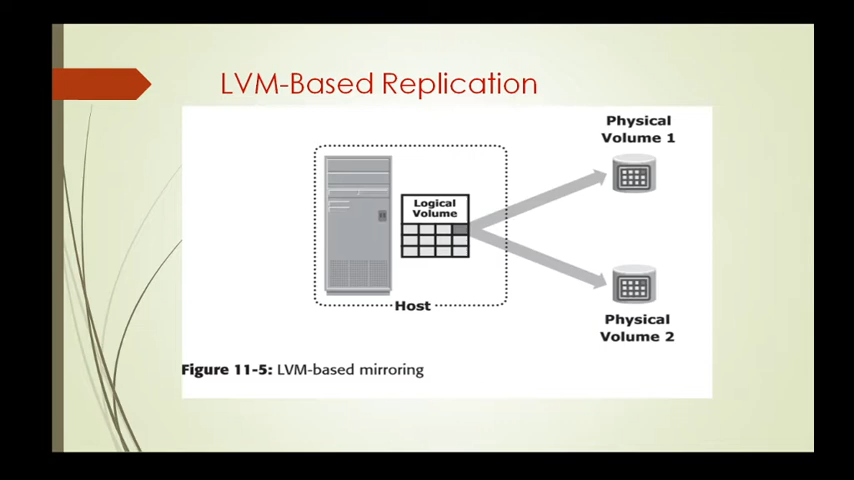 LVM-Based Replication
Physical
Volume 1
Logical
Volume
Host
Physical
Volume 2
Figure 11-5: LVM-based mirroring